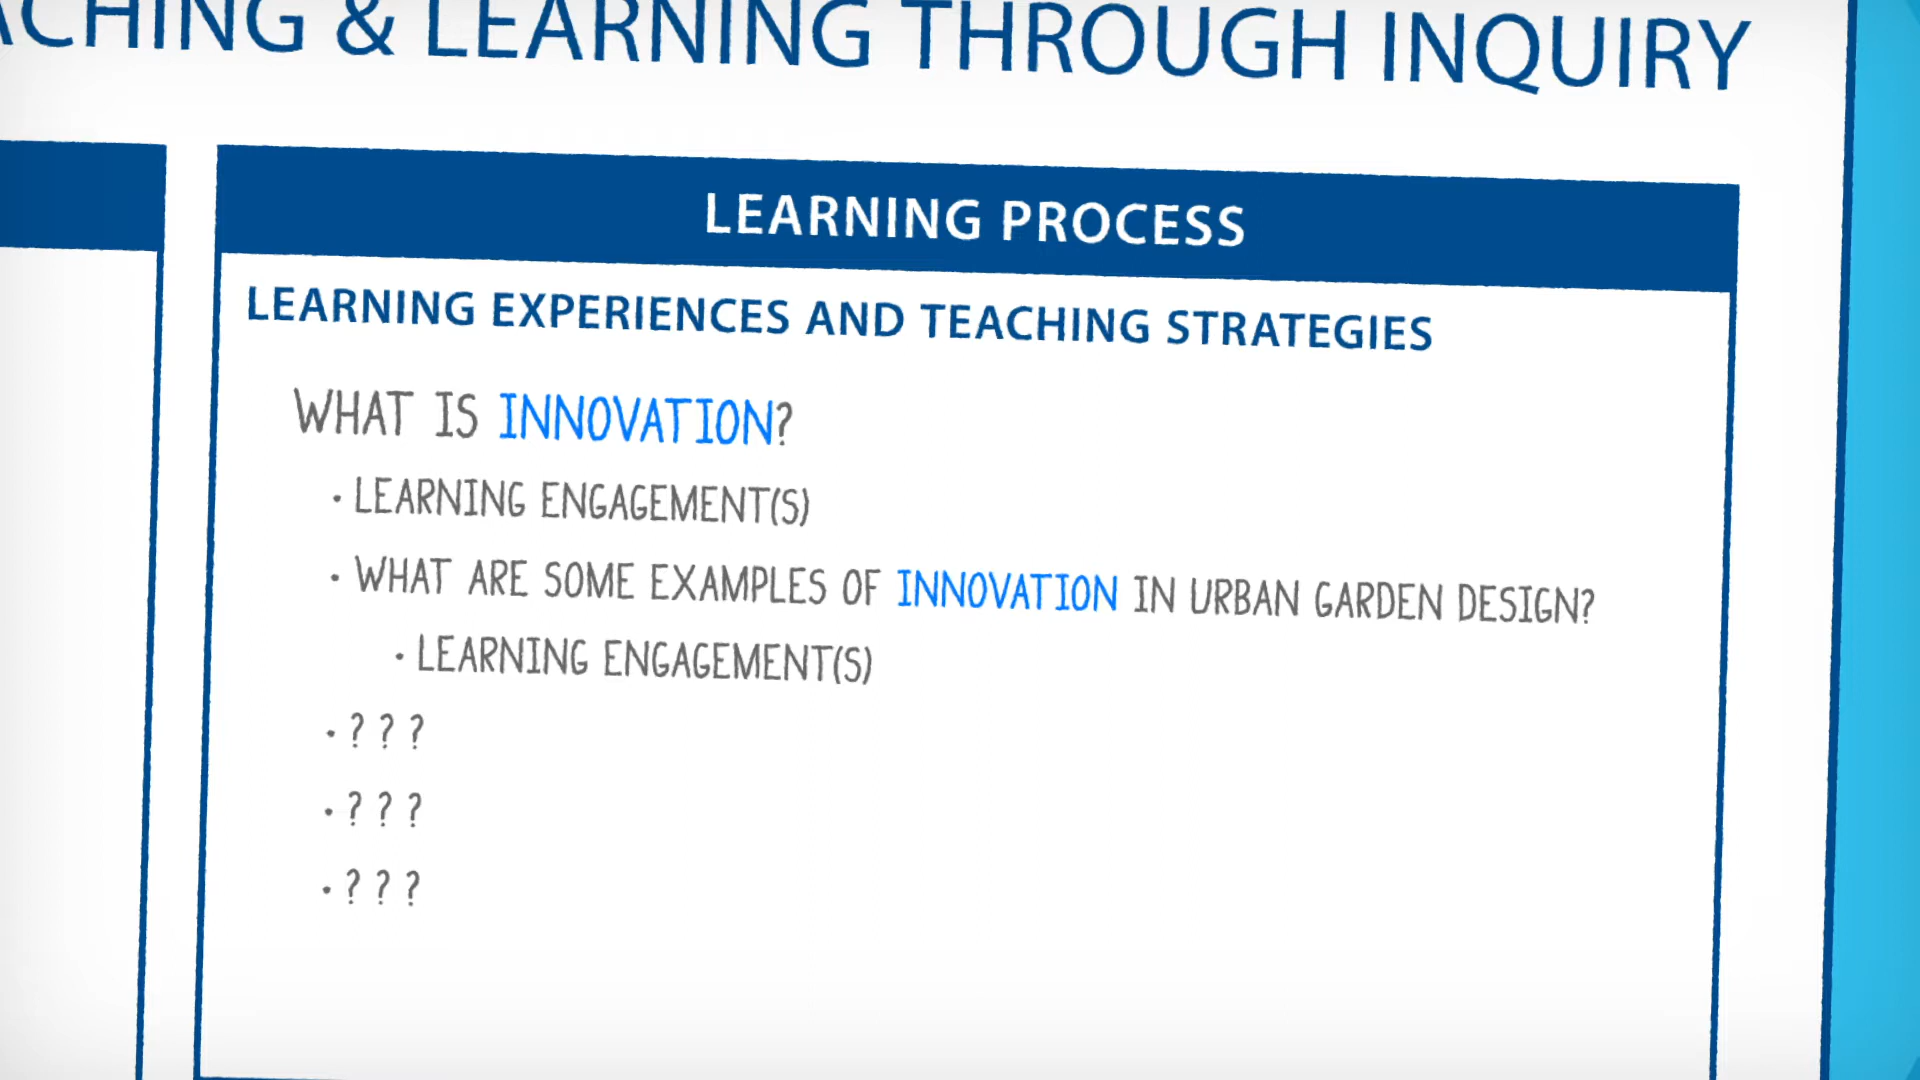 CHING & LEARNING THROUGH INQUIRY
LEARNING PROCESS
LEARNING EXPERIENCES AND TEACHING STRATEGIES
WHAT IS INNOVATION?
· LEARNING ENGAGEMENT(S)
· WHAT ARE SOME EXAMPLES OF INNOVATION IN URBAN GARDEN DESIGN?
· LEARNING ENGAGEMENT(S)
· ? ? ?
· ? ? ?
· ? ? ?